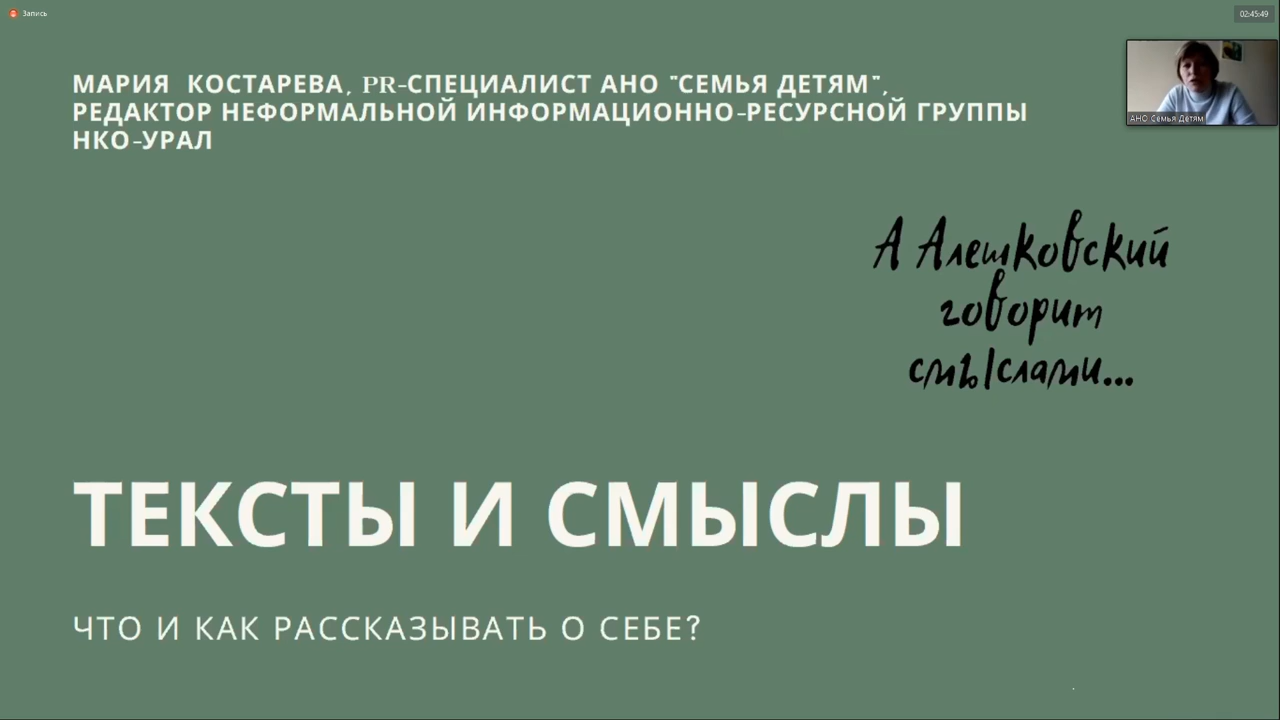 Запись
02:45:49
МАРИЯ КОСТАРЕВА, PR-СПЕЦИАЛИСТ АНО "СЕМЬЯ ДЕТЯМ",
РЕДАКТОР НЕФОРМАЛЬНОЙ ИНФОРМАЦИОННО-РЕСУРСНОЙ ГРУППЫ
НКО-УРАЛ
АНО Семья Детям
А Алешковский
говорит
смыслами...
ТЕКСТЫ И СМЫСЛЫ
ЧТО И КАК РАССКАЗЫВАТЬ О СЕБЕ?